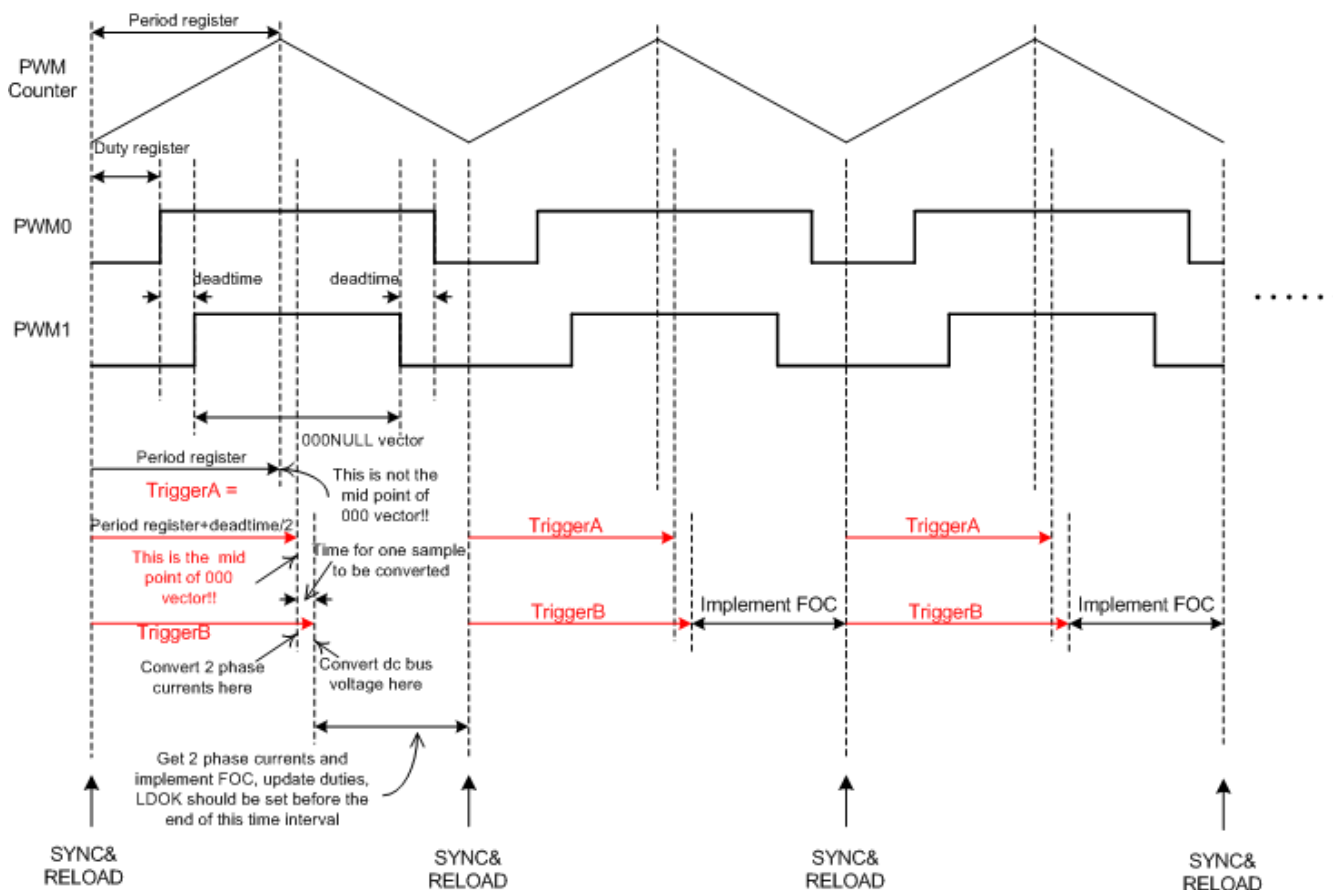 Period register
PWM
Counter
Duty register
PWM0
deadtime
deadtime
PWM1
.....
000NULL vector
Period register
This is not the
mid point of
000 vector!!
TriggerA =
Period register+deadtime/2
This is the mid
point of 000
vector!!
Time for one sample
to be converted
TriggerA
TriggerA
TriggerB
TriggerB
Implement FOC
TriggerB
Implement FOC
Convert 2 phase
currents here
Convert dc bus
voltage here
Get 2 phase currents and
implement FOC, update duties,
LDOK should be set before the
end of this time interval
SYNC&
RELOAD
SYNC&
RELOAD
SYNC&
RELOAD
SYNC&
RELOAD